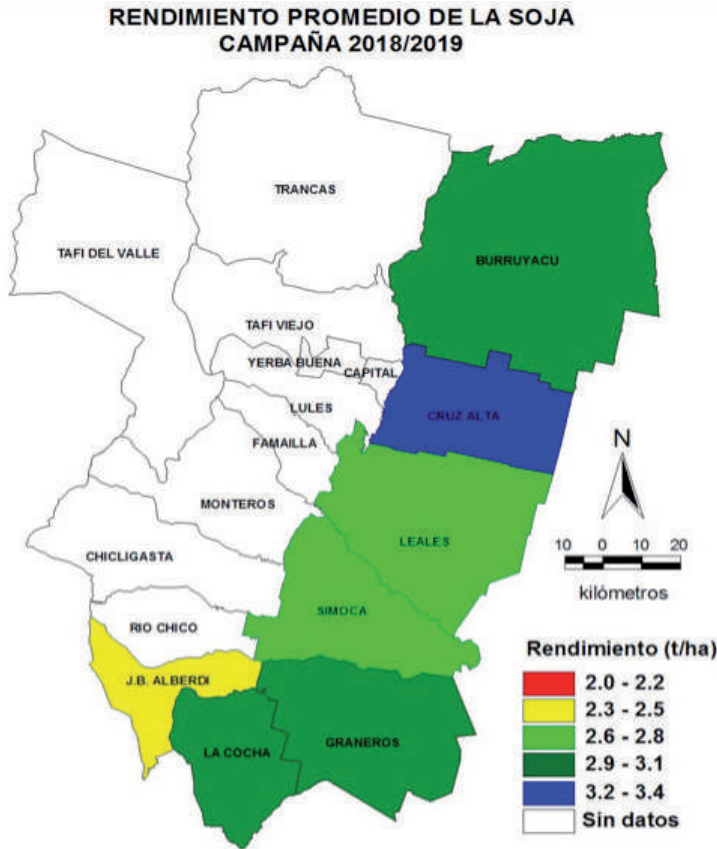 RENDIMIENTO PROMEDIO DE LA SOJA
CAMPAÑA 2018/2019
TRANCAS
TAFI DEL VALLE
BURRUYACU
TAFI VIEJO
YERBA BUENA
CAPITAL
LULES
CRUZ ALTA
FAMAILLA
N
MONTEROS
LEALES
10 0 10 20
kilómetros
CHICLIGASTA
SIMOCA
RIO CHICO
J.B. ALBERDI
LA COCHA
GRANEROS
Rendimiento (t/ha)
2.0 - 2.2
2.3 - 2.5
2.6 - 2.8
2.9 - 3.1
3.2 - 3.4
Sin datos